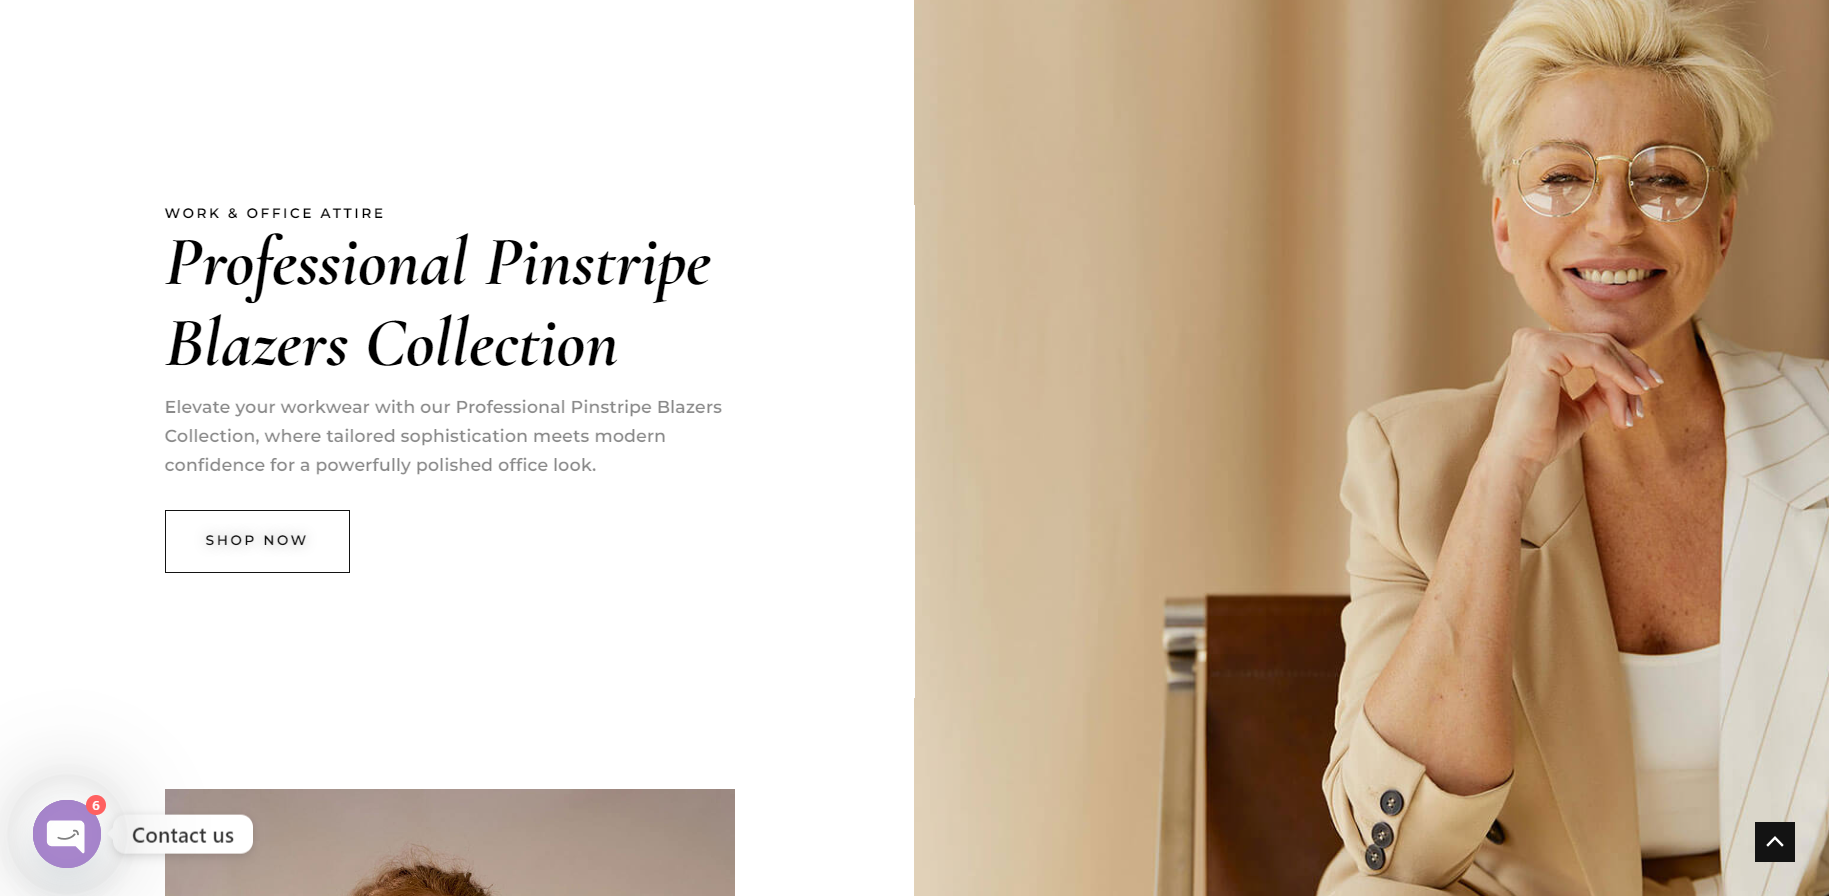 WORK & OFFICE ATTIRE
Professional Pinstripe
Blazers Collection
Elevate your workwear with our Professional Pinstripe Blazers
Collection, where tailored sophistication meets modern
confidence for a powerfully polished office look.
SHOP NOW
6
Contact us